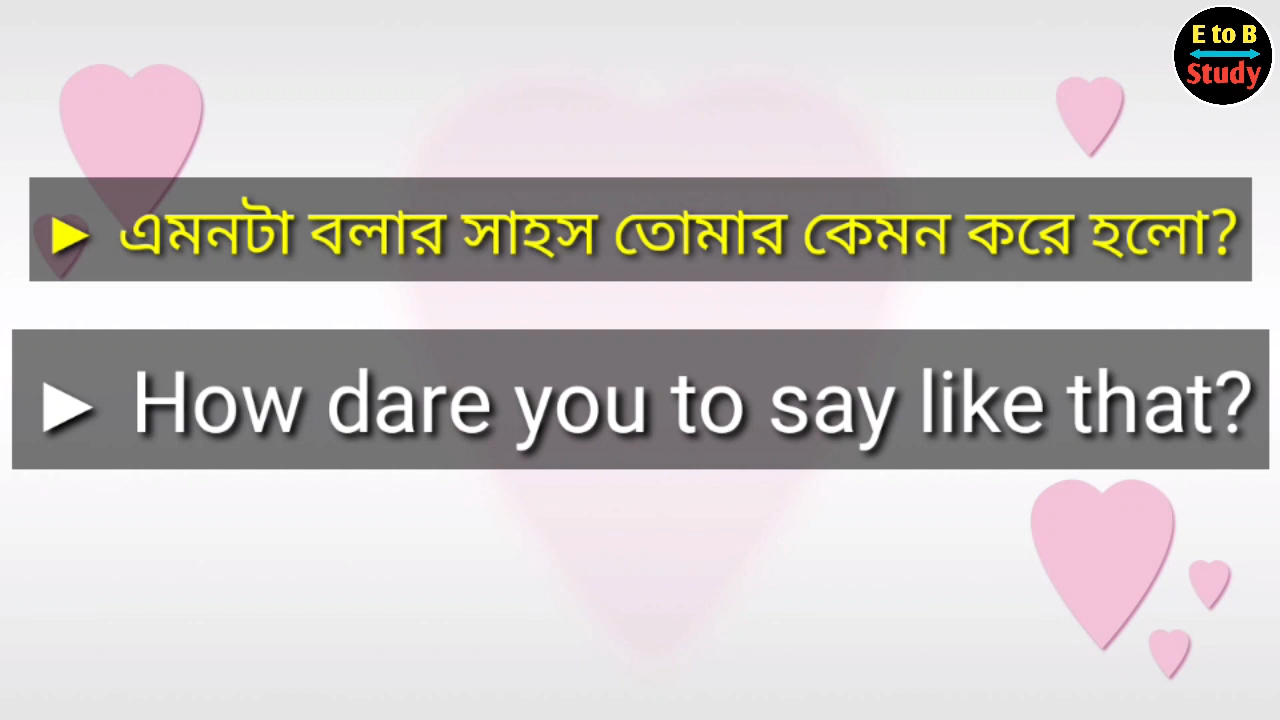 E to B
Study
► এমনটা বলার সাহস তোমার কেমন করে হলো?
► How dare you to say like that?